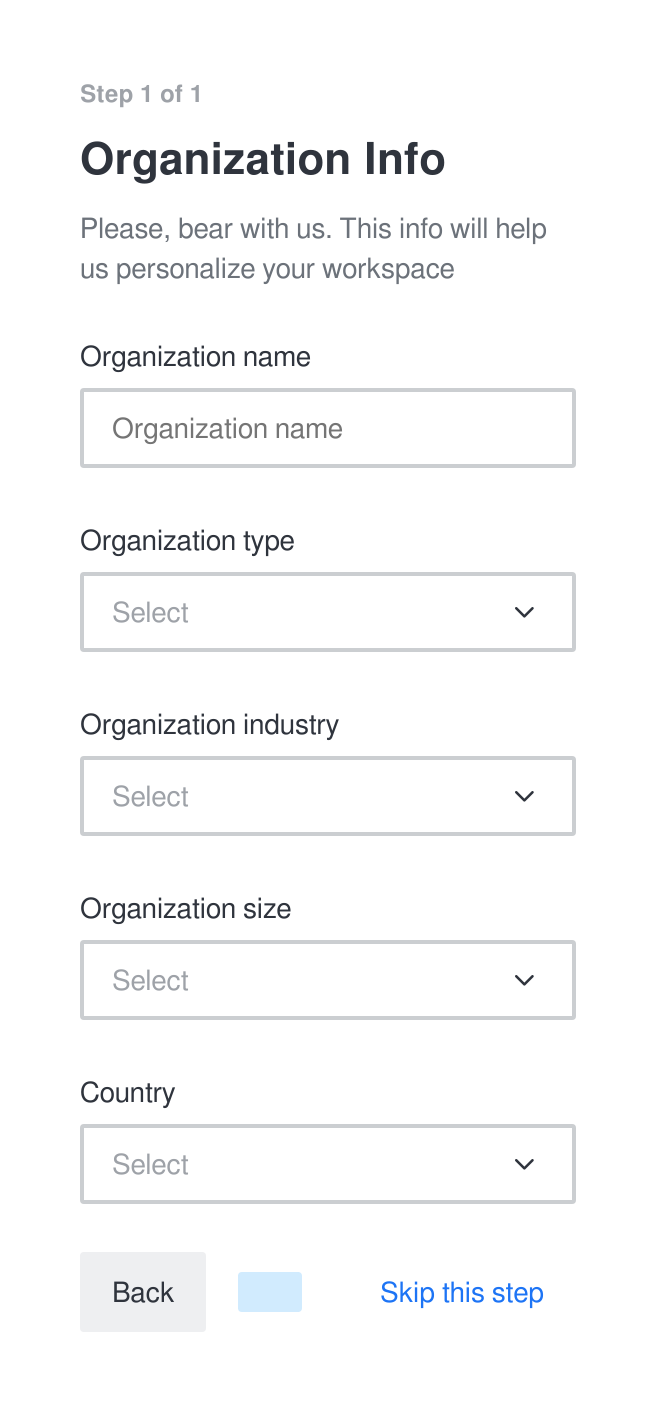 Step 1 of 1
Organization Info
Please, bear with us. This info will help
us personalize your workspace
Organization name
Organization name
Organization type
Select
Organization industry
Select
Organization size
Select
Country
Select
Back
Skip this step